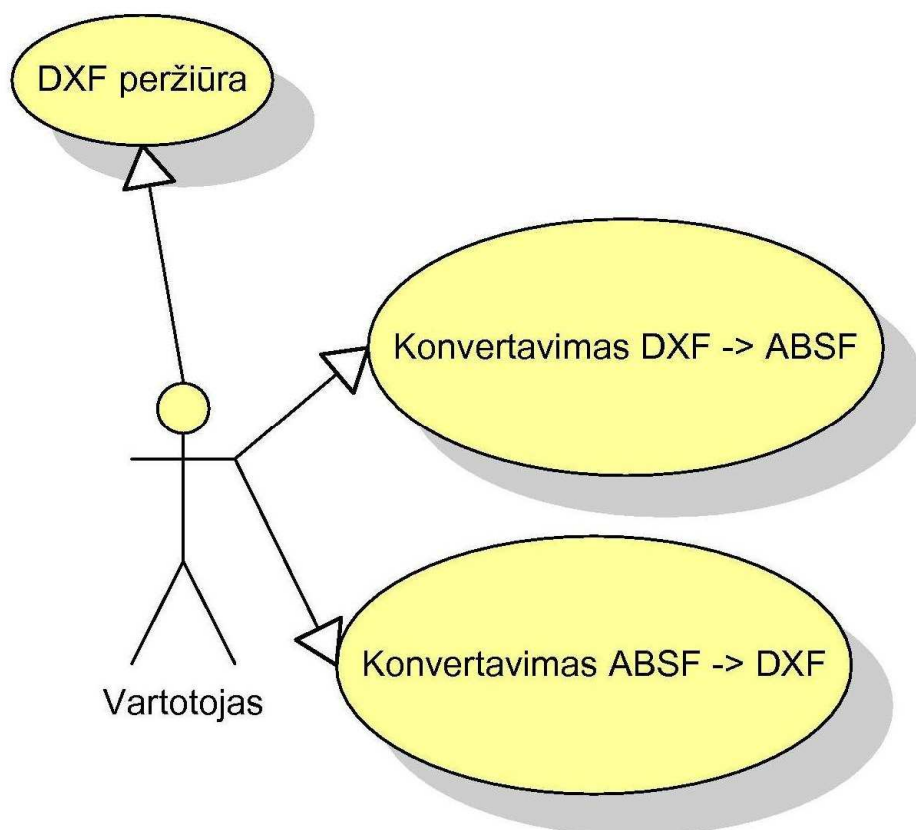 DXF peržiūra
Konvertavimas DXF -> ABSF
Konvertavimas ABSF -> DXF
Vartotojas